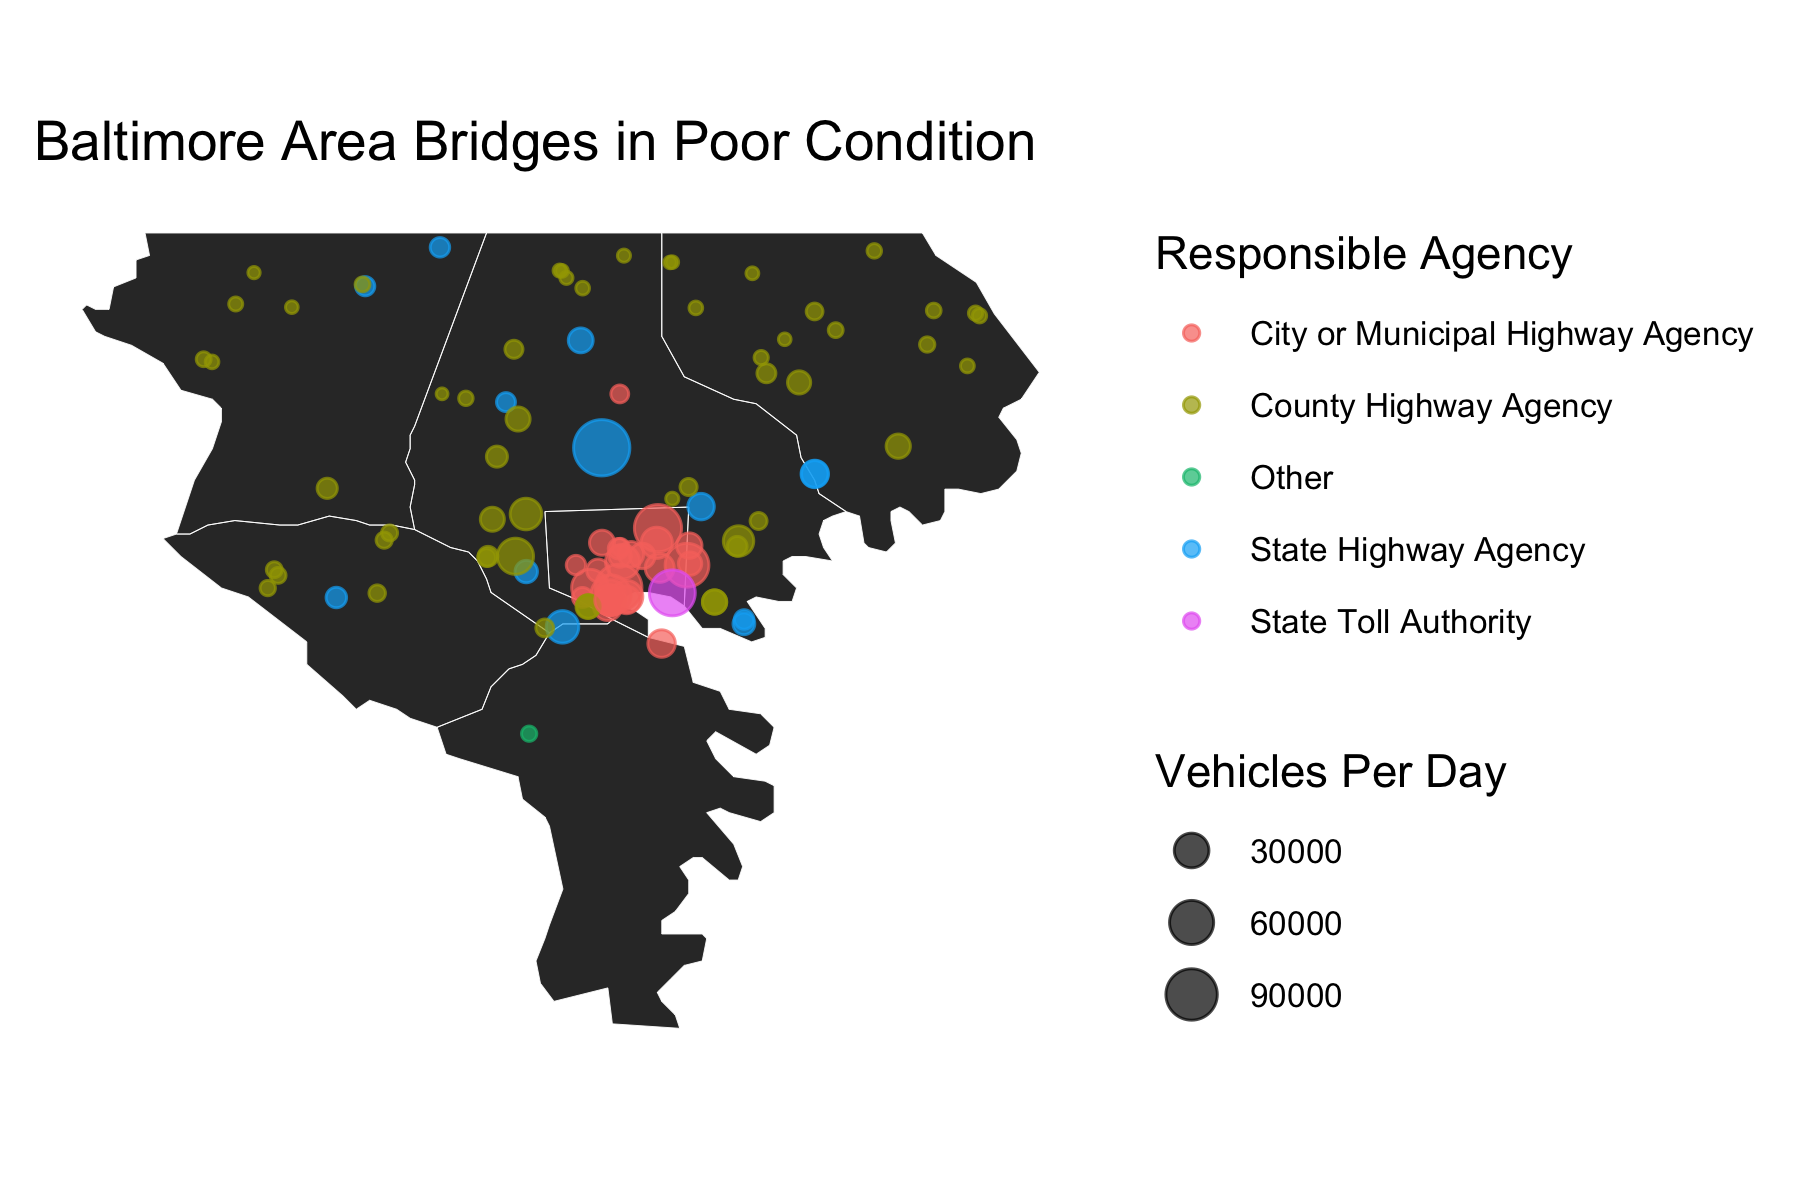 Baltimore Area Bridges in Poor Condition
Responsible Agency
City or Municipal Highway Agency
County Highway Agency
Other
State Highway Agency
State Toll Authority
Vehicles Per Day
30000
60000
90000